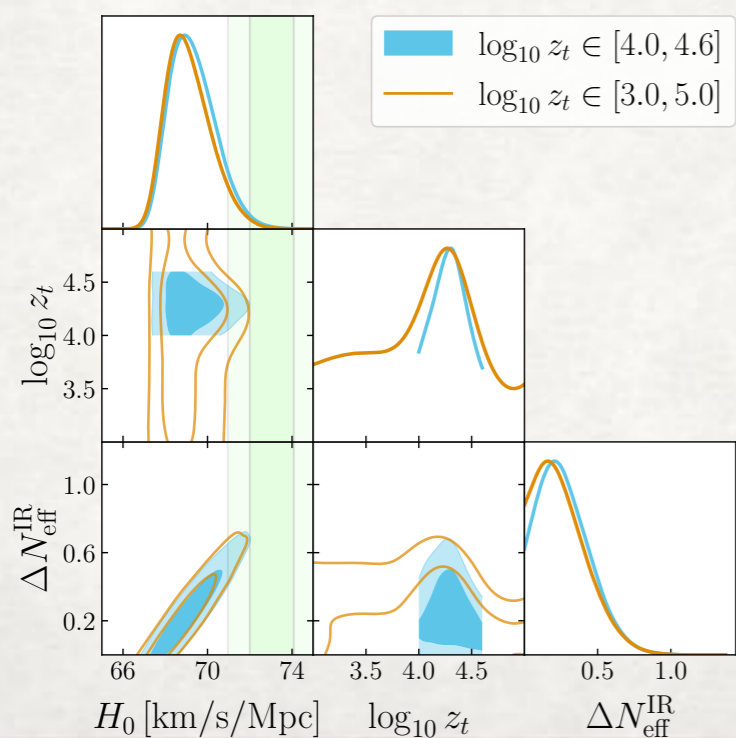 log₁₀ z_t ∈ [4.0, 4.6]
log₁₀ z_t ∈ [3.0, 5.0]
log₁₀ z_t
4.5
4.0
3.5
ΔN_eff^IR
1.0
0.6
0.2
66 70 74 3.5 4.0 4.5 0.5 1.0
H₀ [km/s/Mpc] log₁₀ z_t ΔN_eff^IR